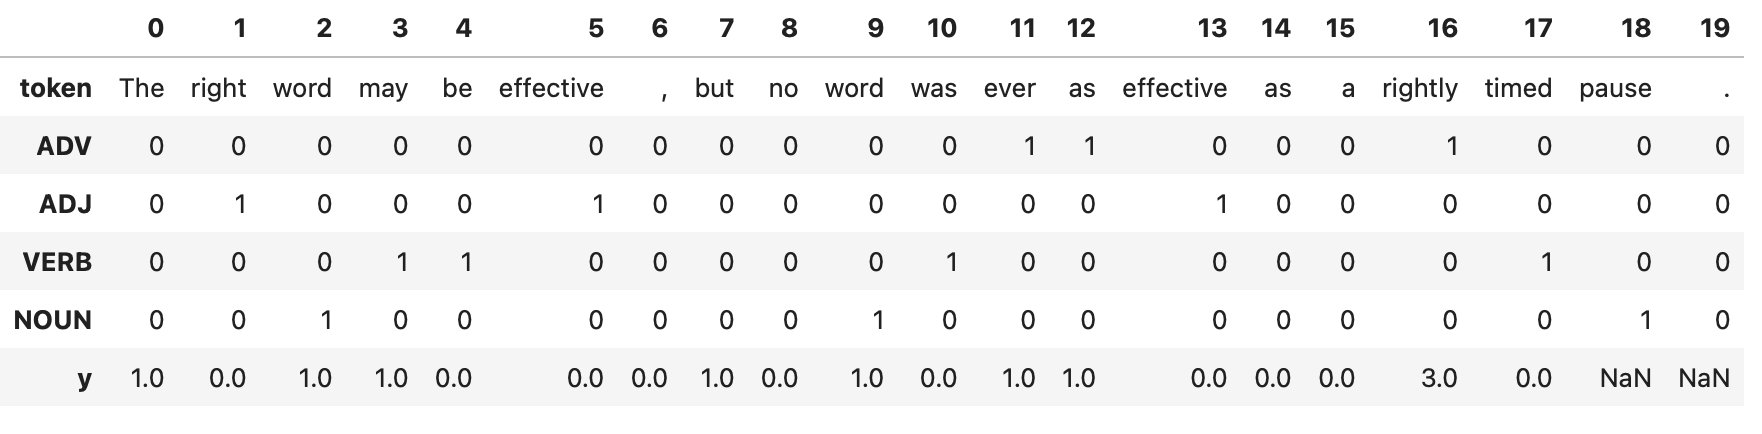 0 1 2 3 4 5 6 7 8 9 10 11 12 13 14 15 16 17 18 19
token The right word may be effective , but no word was ever as effective as a rightly timed pause .
ADV 0 0 0 0 0 0 0 0 0 0 0 1 1 0 0 0 1 0 0 0
ADJ 0 1 0 0 0 1 0 0 0 0 0 0 0 1 0 0 0 0 0 0
VERB 0 0 0 1 1 0 0 0 0 0 1 0 0 0 0 0 0 1 0 0
NOUN 0 0 1 0 0 0 0 0 0 1 0 0 0 0 0 0 0 0 1 0
y 1.0 0.0 1.0 1.0 0.0 0.0 0.0 1.0 0.0 1.0 0.0 1.0 1.0 0.0 0.0 0.0 3.0 0.0 NaN NaN